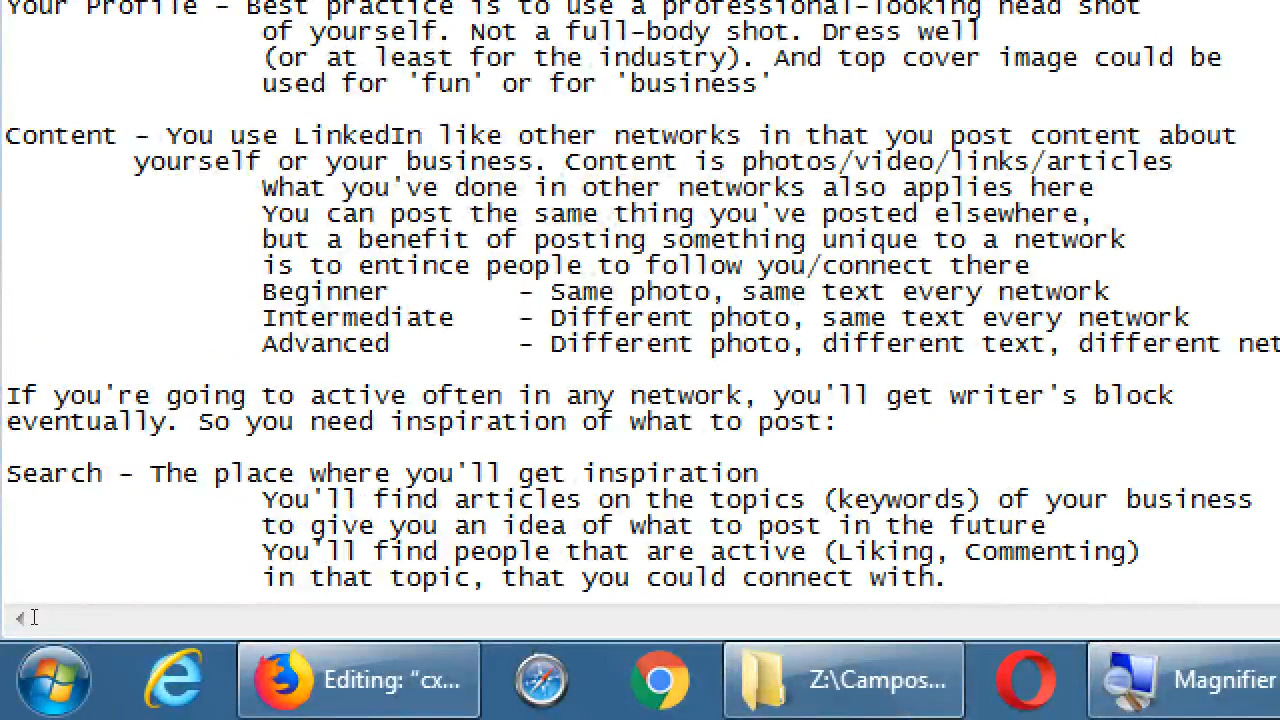 Your Profile – Best practice is to use a professional-looking head shot
of yourself. Not a full-body shot. Dress well
(or at least for the industry). And top cover image could be
used for 'fun' or for 'business'
Content – You use LinkedIn like other networks in that you post content about
yourself or your business. Content is photos/video/links/articles
What you've done in other networks also applies here
You can post the same thing you've posted elsewhere,
but a benefit of posting something unique to a network
is to entince people to follow you/connect there
Beginner – Same photo, same text every network
Intermediate – Different photo, same text every network
Advanced – Different photo, different text, different net
If you're going to active often in any network, you'll get writer's block
eventually. So you need inspiration of what to post:
Search – The place where you'll get inspiration
You'll find articles on the topics (keywords) of your business
to give you an idea of what to post in the future
You'll find people that are active (Liking, Commenting)
in that topic, that you could connect with.
Editing: "cx... Z:\Campos... Magnifier